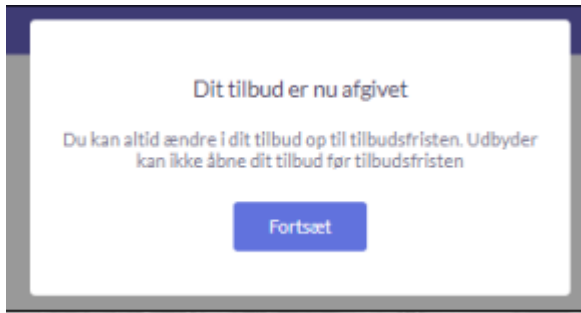 Dit tilbud er nu afgivet
Du kan altid ændre i dit tilbud op til tilbudsfristen. Udbyder
kan ikke åbne dit tilbud før tilbudsfristen
Fortsæt